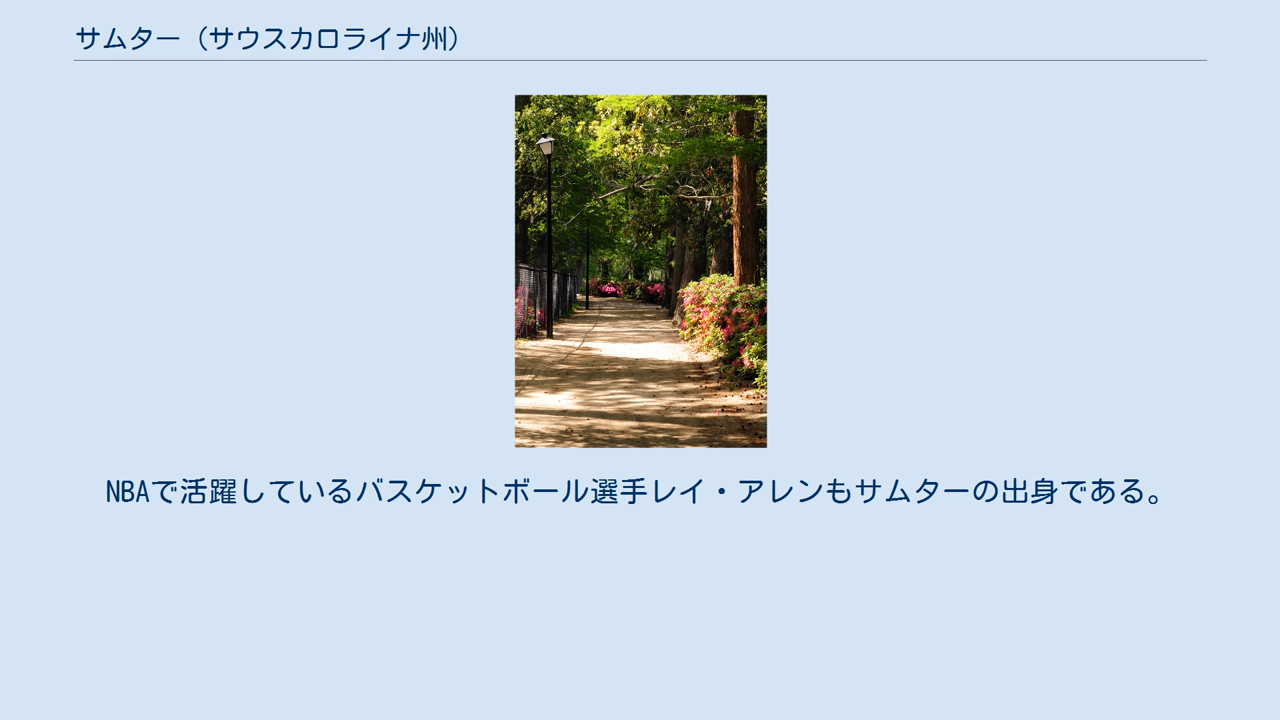 サムター（サウスカロライナ州）
NBAで活躍しているバスケットボール選手レイ・アレンもサムターの出身である。